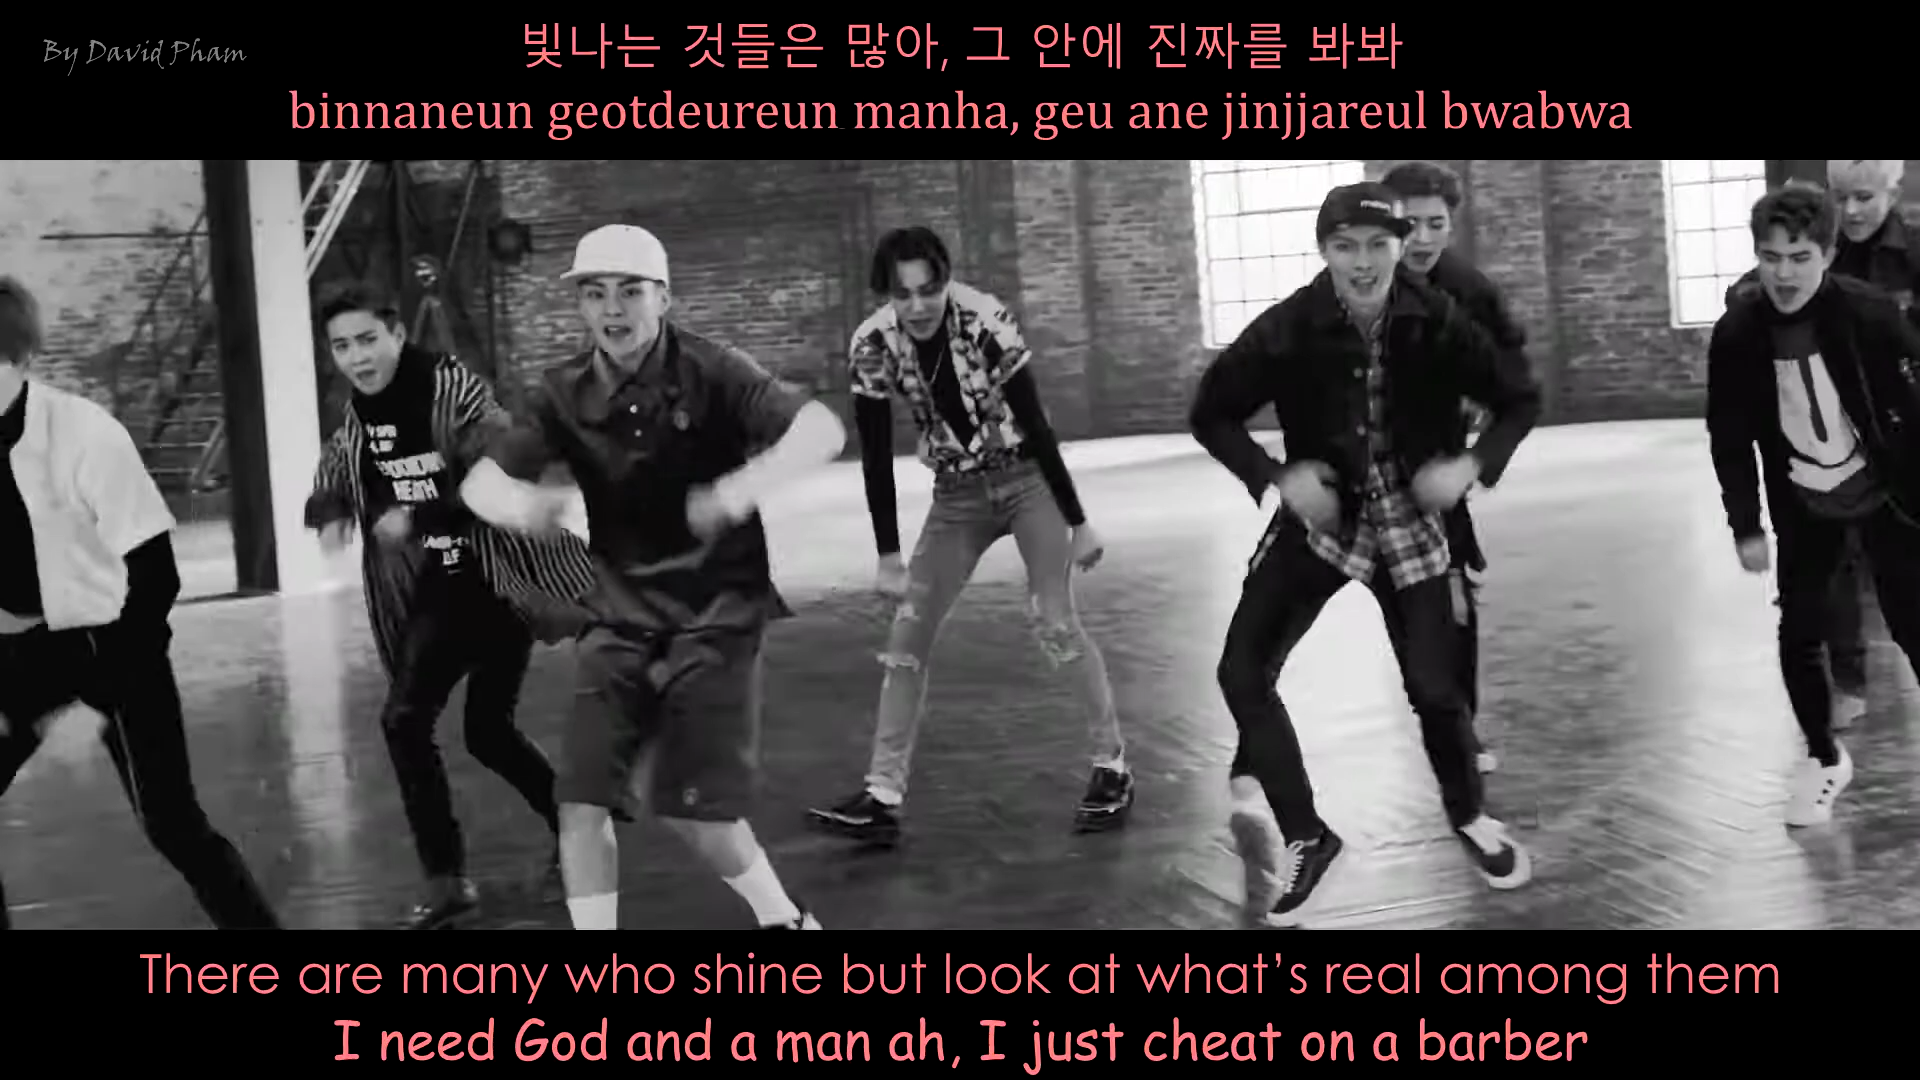 By David Pham
빛나는 것들은 많아, 그 안에 진짜를 봐봐
binnaneun geotdeureun manha, geu ane jinjjareul bwabwa
There are many who shine but look at what's real among them
I need God and a man ah, I just cheat on a barber